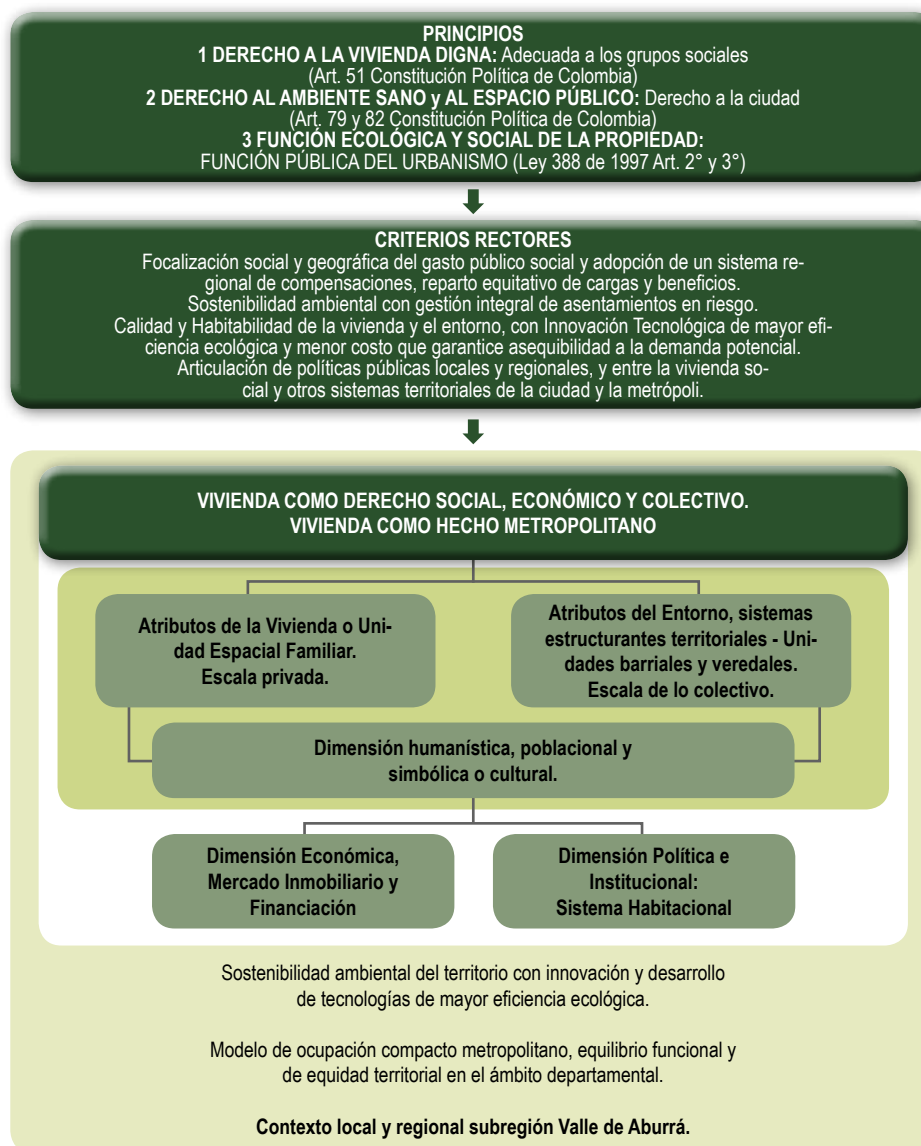 PRINCIPIOS
1 DERECHO A LA VIVIENDA DIGNA: Adecuada a los grupos sociales
(Art. 51 Constitución Política de Colombia)
2 DERECHO AL AMBIENTE SANO y AL ESPACIO PÚBLICO: Derecho a la ciudad
(Art. 79 y 82 Constitución Política de Colombia)
3 FUNCIÓN ECOLÓGICA Y SOCIAL DE LA PROPIEDAD:
FUNCIÓN PÚBLICA DEL URBANISMO (Ley 388 de 1997 Art. 2° y 3°)
CRITERIOS RECTORES
Focalización social y geográfica del gasto público social y adopción de un sistema re-
gional de compensaciones, reparto equitativo de cargas y beneficios.
Sostenibilidad ambiental con gestión integral de asentamientos en riesgo.
Calidad y Habitabilidad de la vivienda y el entorno, con Innovación Tecnológica de mayor efi-
ciencia ecológica y menor costo que garantice asequibilidad a la demanda potencial.
Articulación de políticas públicas locales y regionales, y entre la vivienda so-
cial y otros sistemas territoriales de la ciudad y la metrópoli.
VIVIENDA COMO DERECHO SOCIAL, ECONÓMICO Y COLECTIVO.
VIVIENDA COMO HECHO METROPOLITANO
Atributos de la Vivienda o Uni-
dad Espacial Familiar.
Escala privada.
Atributos del Entorno, sistemas
estructurantes territoriales - Uni-
dades barriales y veredales.
Escala de lo colectivo.
Dimensión humanística, poblacional y
simbólica o cultural.
Dimensión Económica,
Mercado Inmobiliario y
Financiación
Dimensión Política e
Institucional:
Sistema Habitacional
Sostenibilidad ambiental del territorio con innovación y desarrollo
de tecnologías de mayor eficiencia ecológica.
Modelo de ocupación compacto metropolitano, equilibrio funcional y
de equidad territorial en el ámbito departamental.
Contexto local y regional subregión Valle de Aburrá.